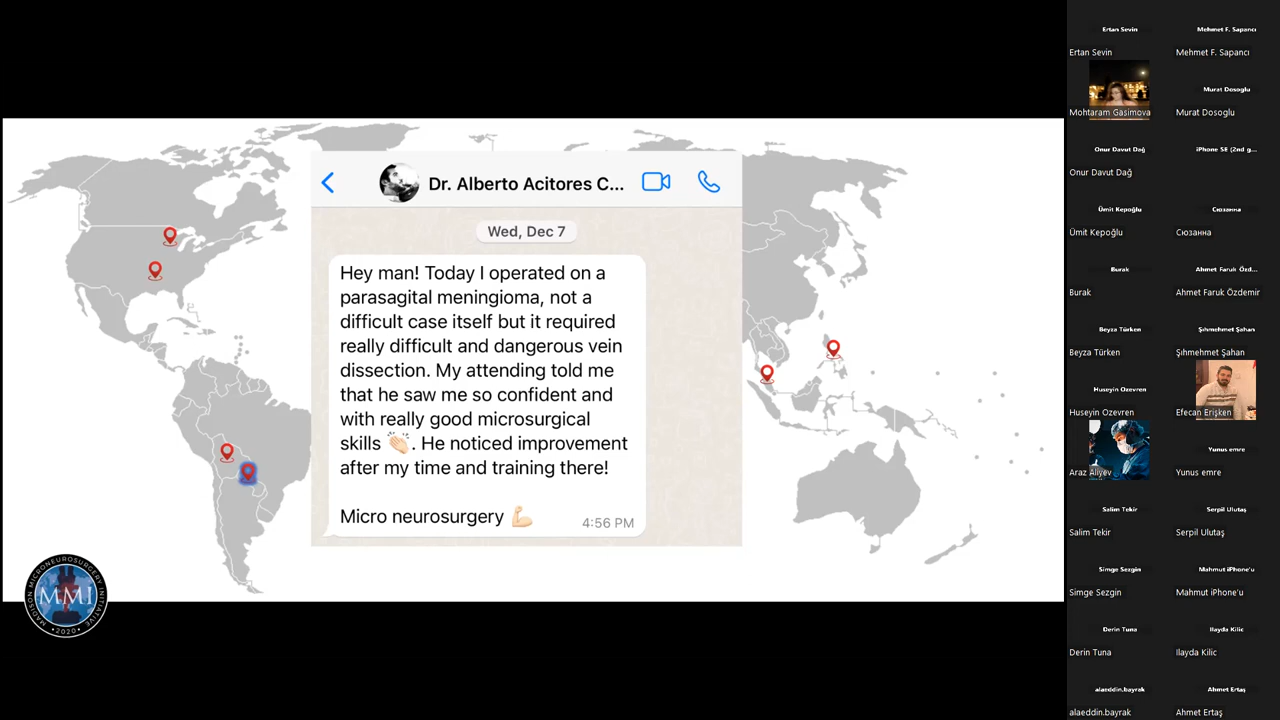 Dr. Alberto Acitores C...
Wed, Dec 7
Hey man! Today I operated on a
parasagital meningioma, not a
difficult case itself but it required
really difficult and dangerous vein
dissection. My attending told me
that he saw me so confident and
with really good microsurgical
skills 👏🏻. He noticed improvement
after my time and training there!
Micro neurosurgery 💪🏻
4:56 PM
MADISON MICRONEUROSURGERY INITIATIVE
MMI
• 2020 •
Ertan Sevin
Mehmet F. Sapancı
Ertan Sevin
Mehmet F. Sapancı
Murat Dosoglu
Mohtaram Gasimova
Murat Dosoglu
Onur Davut Dağ
iPhone SE (2nd g...
Onur Davut Dağ
Ümit Kepoğlu
Сюзанна
Ümit Kepoğlu
Сюзанна
Burak
Ahmet Faruk Özd...
Burak
Ahmet Faruk Özdemir
Beyza Türken
Şıhmehmet Şahan
Beyza Türken
Şıhmehmet Şahan
Huseyin Ozevren
Huseyin Ozevren
Efecan Erişken
Yunus emre
Araz Aliyev
Yunus emre
Salim Tekir
Serpil Ulutaş
Salim Tekir
Serpil Ulutaş
Simge Sezgin
Mahmut iPhone'u
Simge Sezgin
Mahmut iPhone'u
Derin Tuna
Ilayda Kilic
Derin Tuna
Ilayda Kilic
alaeddin.bayrak
Ahmet Ertaş
alaeddin.bayrak
Ahmet Ertaş